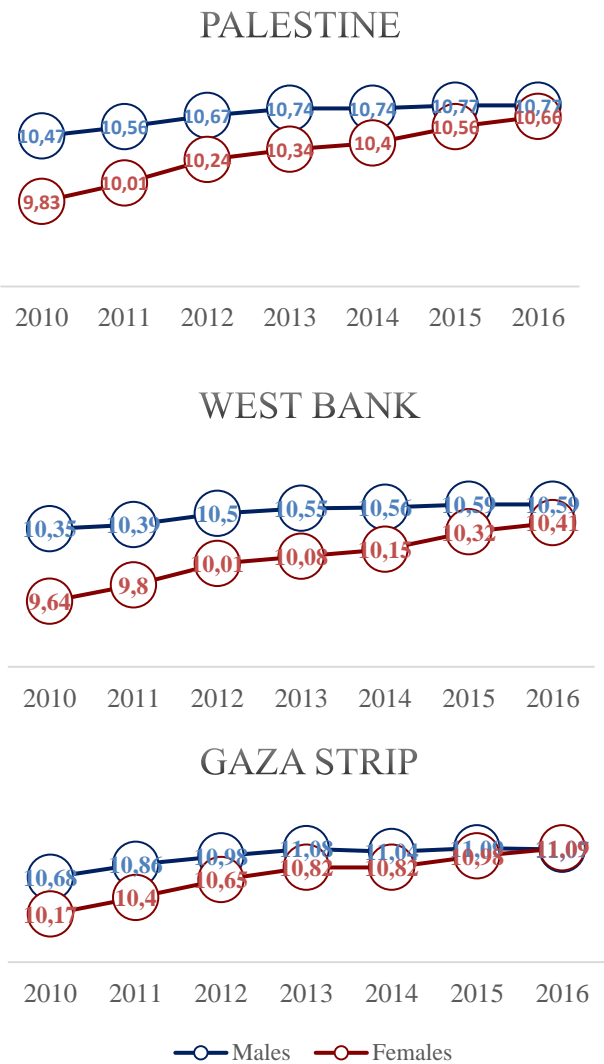 PALESTINE
10,47 10,56 10,67 10,74 10,74 10,77 10,77
9,83 10,01 10,24 10,34 10,4 10,56 10,66
2010 2011 2012 2013 2014 2015 2016
WEST BANK
10,35 10,39 10,5 10,55 10,56 10,59 10,59
9,64 9,8 10,01 10,08 10,15 10,32 10,41
2010 2011 2012 2013 2014 2015 2016
GAZA STRIP
10,68 10,86 10,98 11,08 11,04
10,17 10,4 10,65 10,82 10,82 10,98 11,09
2010 2011 2012 2013 2014 2015 2016
Males Females